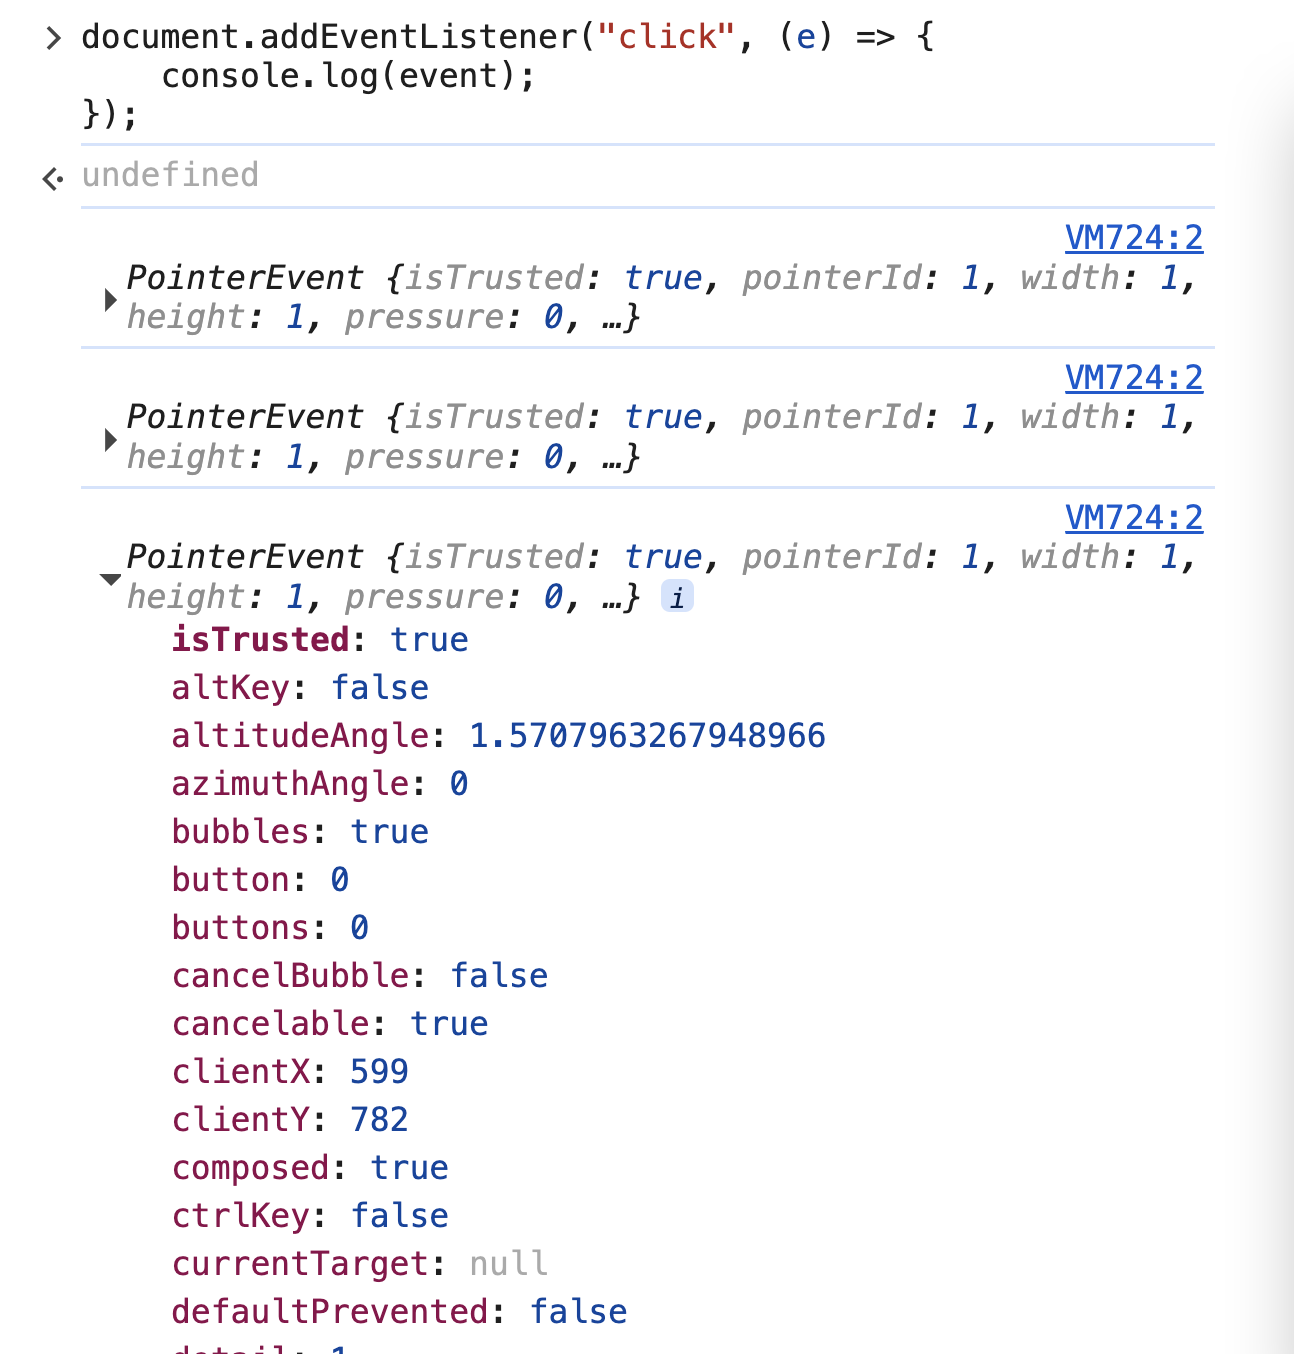 document.addEventListener("click", (e) => {
    console.log(event);
});
undefined
VM724:2
PointerEvent {isTrusted: true, pointerId: 1, width: 1,
height: 1, pressure: 0, …}
VM724:2
PointerEvent {isTrusted: true, pointerId: 1, width: 1,
height: 1, pressure: 0, …}
VM724:2
PointerEvent {isTrusted: true, pointerId: 1, width: 1,
height: 1, pressure: 0, …} i
isTrusted: true
altKey: false
altitudeAngle: 1.5707963267948966
azimuthAngle: 0
bubbles: true
button: 0
buttons: 0
cancelBubble: false
cancelable: true
clientX: 599
clientY: 782
composed: true
ctrlKey: false
currentTarget: null
defaultPrevented: false
detail: 1